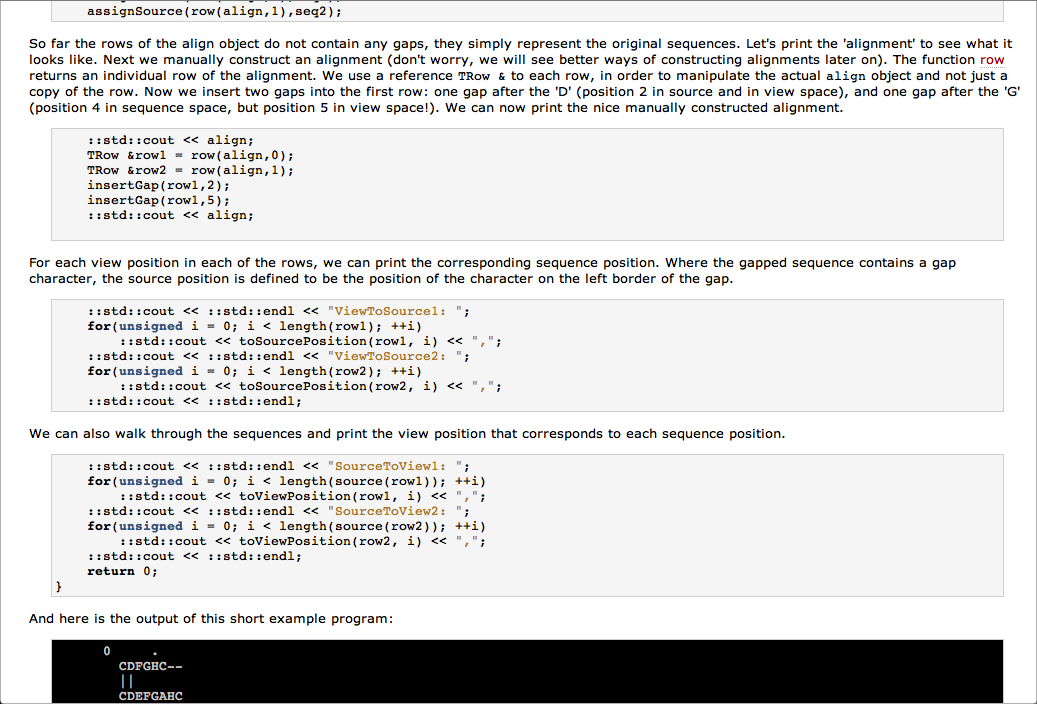 assignSource(row(align,1),seq2);
So far the rows of the align object do not contain any gaps, they simply represent the original sequences. Let's print the 'alignment' to see what it
looks like. Next we manually construct an alignment (don't worry, we will see better ways of constructing alignments later on). The function row
returns an individual row of the alignment. We use a reference TRow & to each row, in order to manipulate the actual align object and not just a
copy of the row. Now we insert two gaps into the first row: one gap after the 'D' (position 2 in source and in view space), and one gap after the 'G'
(position 4 in sequence space, but position 5 in view space!). We can now print the nice manually constructed alignment.
::std::cout << align;
TRow &row1 = row(align,0);
TRow &row2 = row(align,1);
insertGap(row1,2);
insertGap(row1,5);
::std::cout << align;
For each view position in each of the rows, we can print the corresponding sequence position. Where the gapped sequence contains a gap
character, the source position is defined to be the position of the character on the left border of the gap.
::std::cout << ::std::endl << "ViewToSource1: ";
for(unsigned i = 0; i < length(row1); ++i)
::std::cout << toSourcePosition(row1, i) << ",";
::std::cout << ::std::endl << "ViewToSource2: ";
for(unsigned i = 0; i < length(row2); ++i)
::std::cout << toSourcePosition(row2, i) << ",";
::std::cout << ::std::endl;
We can also walk through the sequences and print the view position that corresponds to each sequence position.
::std::cout << ::std::endl << "SourceToView1: ";
for(unsigned i = 0; i < length(source(row1)); ++i)
::std::cout << toViewPosition(row1, i) << ",";
::std::cout << ::std::endl << "SourceToView2: ";
for(unsigned i = 0; i < length(source(row2)); ++i)
::std::cout << toViewPosition(row2, i) << ",";
::std::cout << ::std::endl;
return 0;
}
And here is the output of this short example program:
0 .
CDFGHC--
||
CDEFGAHC